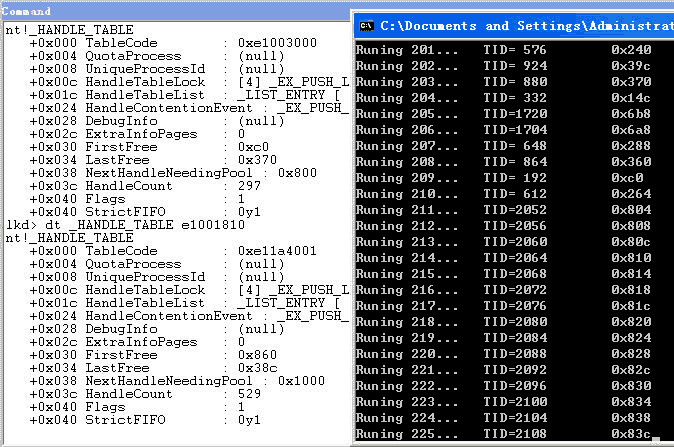 Command
nt!_HANDLE_TABLE
+0x000 TableCode : 0xe1003000
+0x004 QuotaProcess : (null)
+0x008 UniqueProcessId : (null)
+0x00c HandleTableLock : [4] _EX_PUSH_L
+0x01c HandleTableList : _LIST_ENTRY [
+0x024 HandleContentionEvent : _EX_PUSH_
+0x028 DebugInfo : (null)
+0x02c ExtraInfoPages : 0
+0x030 FirstFree : 0xc0
+0x034 LastFree : 0x370
+0x038 NextHandleNeedingPool : 0x800
+0x03c HandleCount : 297
+0x040 Flags : 1
+0x040 StrictFIFO : 0y1
lkd> dt _HANDLE_TABLE e1001810
nt!_HANDLE_TABLE
+0x000 TableCode : 0xe11a4001
+0x004 QuotaProcess : (null)
+0x008 UniqueProcessId : (null)
+0x00c HandleTableLock : [4] _EX_PUSH_L
+0x01c HandleTableList : _LIST_ENTRY [
+0x024 HandleContentionEvent : _EX_PUSH_
+0x028 DebugInfo : (null)
+0x02c ExtraInfoPages : 0
+0x030 FirstFree : 0x860
+0x034 LastFree : 0x38c
+0x038 NextHandleNeedingPool : 0x1000
+0x03c HandleCount : 529
+0x040 Flags : 1
+0x040 StrictFIFO : 0y1
C:\Documents and Settings\Administrat
Runing 201... TID= 576 0x240
Runing 202... TID= 924 0x39c
Runing 203... TID= 880 0x370
Runing 204... TID= 332 0x14c
Runing 205... TID=1720 0x6b8
Runing 206... TID=1704 0x6a8
Runing 207... TID= 648 0x288
Runing 208... TID= 864 0x360
Runing 209... TID= 192 0xc0
Runing 210... TID= 612 0x264
Runing 211... TID=2052 0x804
Runing 212... TID=2056 0x808
Runing 213... TID=2060 0x80c
Runing 214... TID=2064 0x810
Runing 215... TID=2068 0x814
Runing 216... TID=2072 0x818
Runing 217... TID=2076 0x81c
Runing 218... TID=2080 0x820
Runing 219... TID=2084 0x824
Runing 220... TID=2088 0x828
Runing 221... TID=2092 0x82c
Runing 222... TID=2096 0x830
Runing 223... TID=2100 0x834
Runing 224... TID=2104 0x838
Runing 225... TID=2108 0x83c